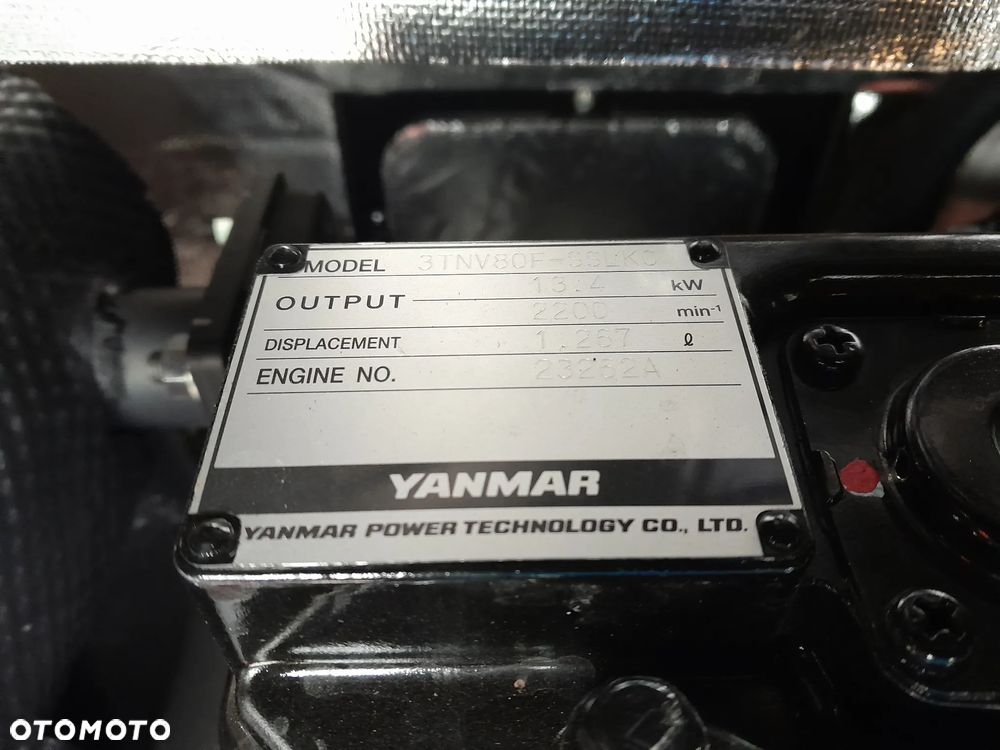 MODEL 3TNV80F-SSLKC
OUTPUT 13.4 kW
2200 min-1
DISPLACEMENT 1.267 ℓ
ENGINE NO. 23262A
YANMAR
YANMAR POWER TECHNOLOGY CO., LTD.
OTOMOTO